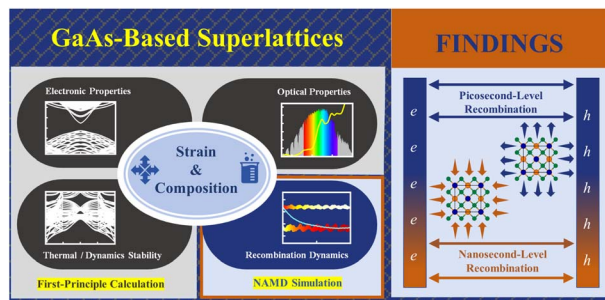 GaAs-Based Superlattices
Electronic Properties
Optical Properties
Strain
&
Composition
Thermal / Dynamics Stability
Recombination Dynamics
First-Principle Calculation
NAMD Simulation
FINDINGS
Picosecond-Level
Recombination
e
e
e
e
e
h
h
h
h
h
Nanosecond-Level
Recombination